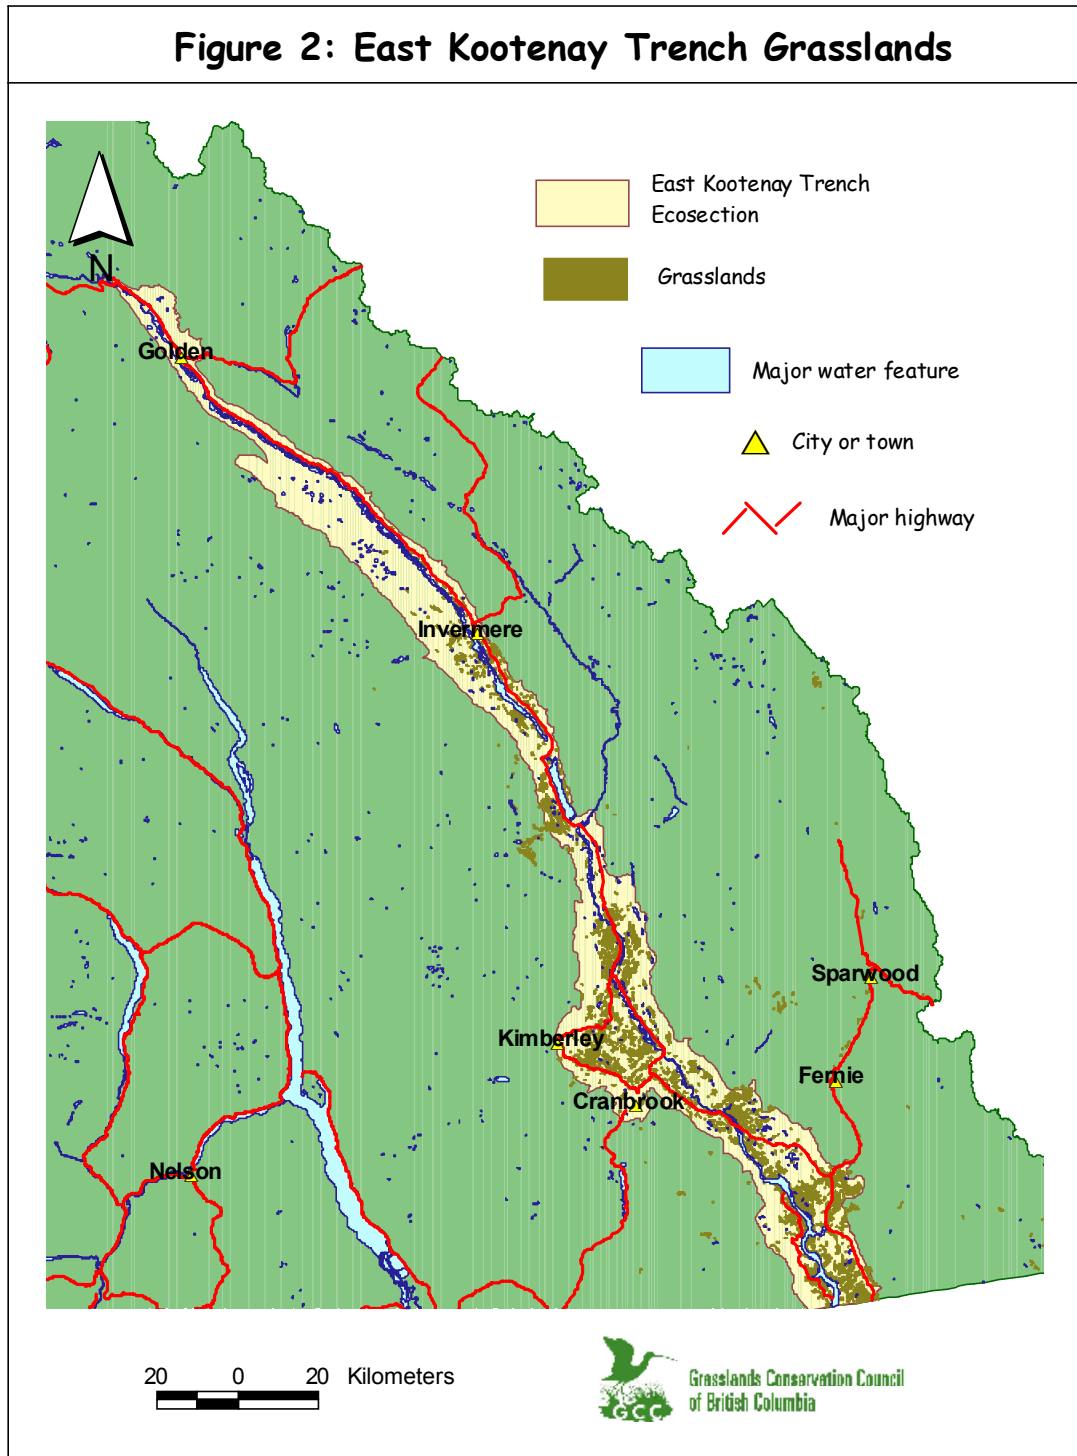 Figure 2: East Kootenay Trench Grasslands
East Kootenay Trench
Ecosection
N
Grasslands
Golden
Major water feature
City or town
Major highway
Invermere
Sparwood
Kimberley
Fernie
Cranbrook
Nelson
20 0 20 Kilometers
Grasslands Conservation Council
of British Columbia
GCC